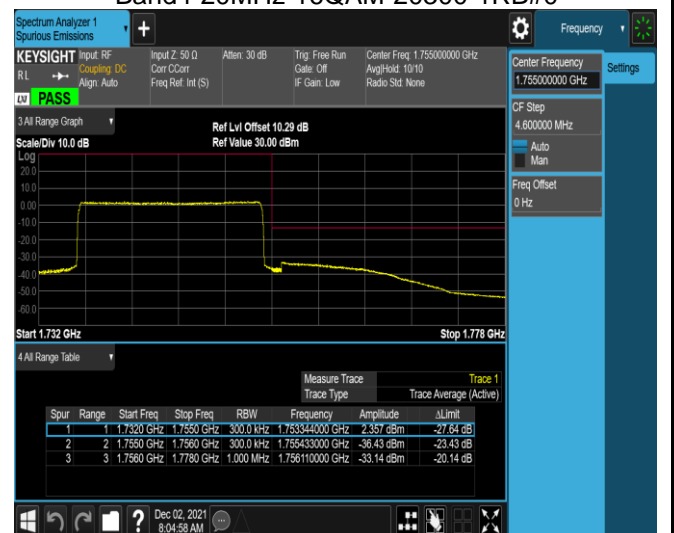 Spectrum Analyzer 1
Spurious Emissions
Frequency
KEYSIGHT Input: RF Input Z: 50 Ω Atten: 30 dB Trig: Free Run Center Freq: 1.755000000 GHz
RL Coupling: DC Corr CCorr Gate: Off Avg|Hold: 10/10
Align: Auto Freq Ref: Int (S) IF Gain: Low Radio Std: None
LXI PASS
Center Frequency
1.755000000 GHz
Settings
CF Step
4.600000 MHz
Auto
Man
Freq Offset
0 Hz
3 All Range Graph
Ref Lvl Offset 10.29 dB
Scale/Div 10.0 dB Ref Value 30.00 dBm
Log
20.0
10.0
0.00
-10.0
-20.0
-30.0
-40.0
-50.0
-60.0
Start 1.732 GHz Stop 1.778 GHz
4 All Range Table
Measure Trace Trace 1
Trace Type Trace Average (Active)
Spur Range Start Freq Stop Freq RBW Frequency Amplitude ΔLimit
1 1 1.7320 GHz 1.7550 GHz 300.0 kHz 1.753344000 GHz 2.357 dBm -27.64 dB
2 2 1.7550 GHz 1.7560 GHz 300.0 kHz 1.755433000 GHz -36.43 dBm -23.43 dB
3 3 1.7560 GHz 1.7780 GHz 1.000 MHz 1.756110000 GHz -33.14 dBm -20.14 dB
Dec 02, 2021
8:04:58 AM